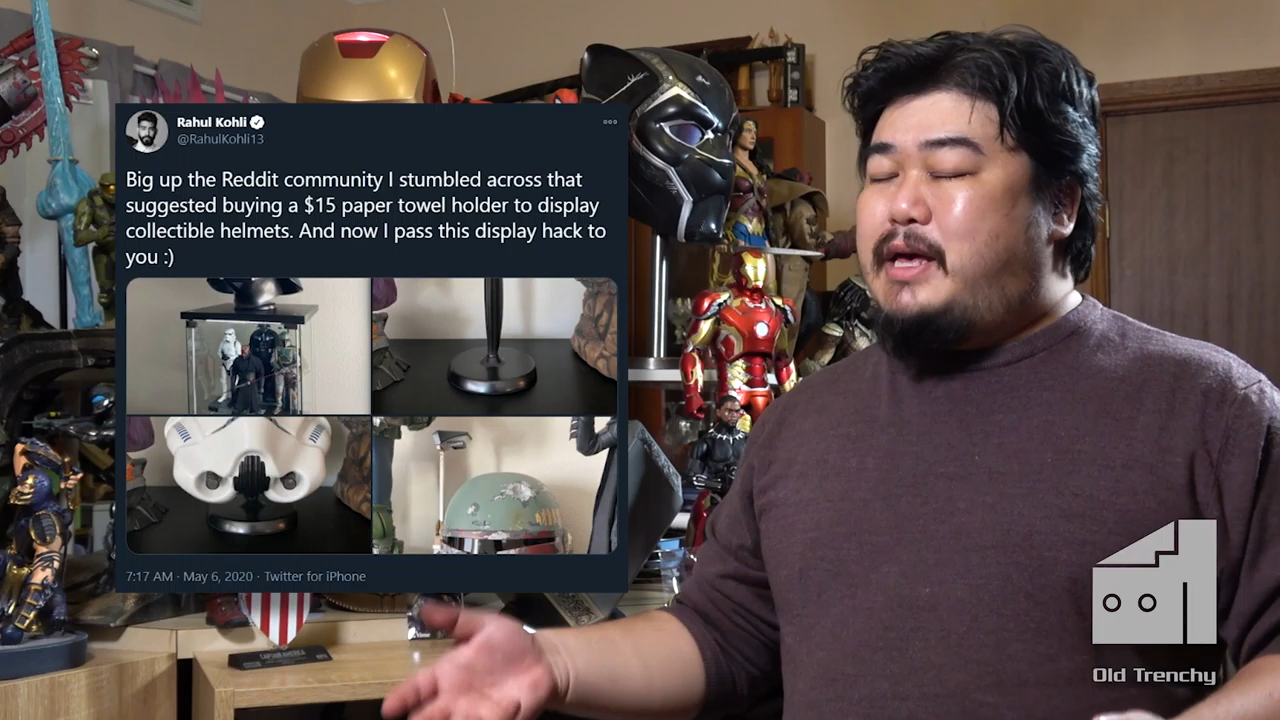 Rahul Kohli
@RahulKohli13
Big up the Reddit community I stumbled across that
suggested buying a $15 paper towel holder to display
collectible helmets. And now I pass this display hack to
you :)
7:17 AM · May 6, 2020 · Twitter for iPhone
CAPTAIN AMERICA
Old Trenchy